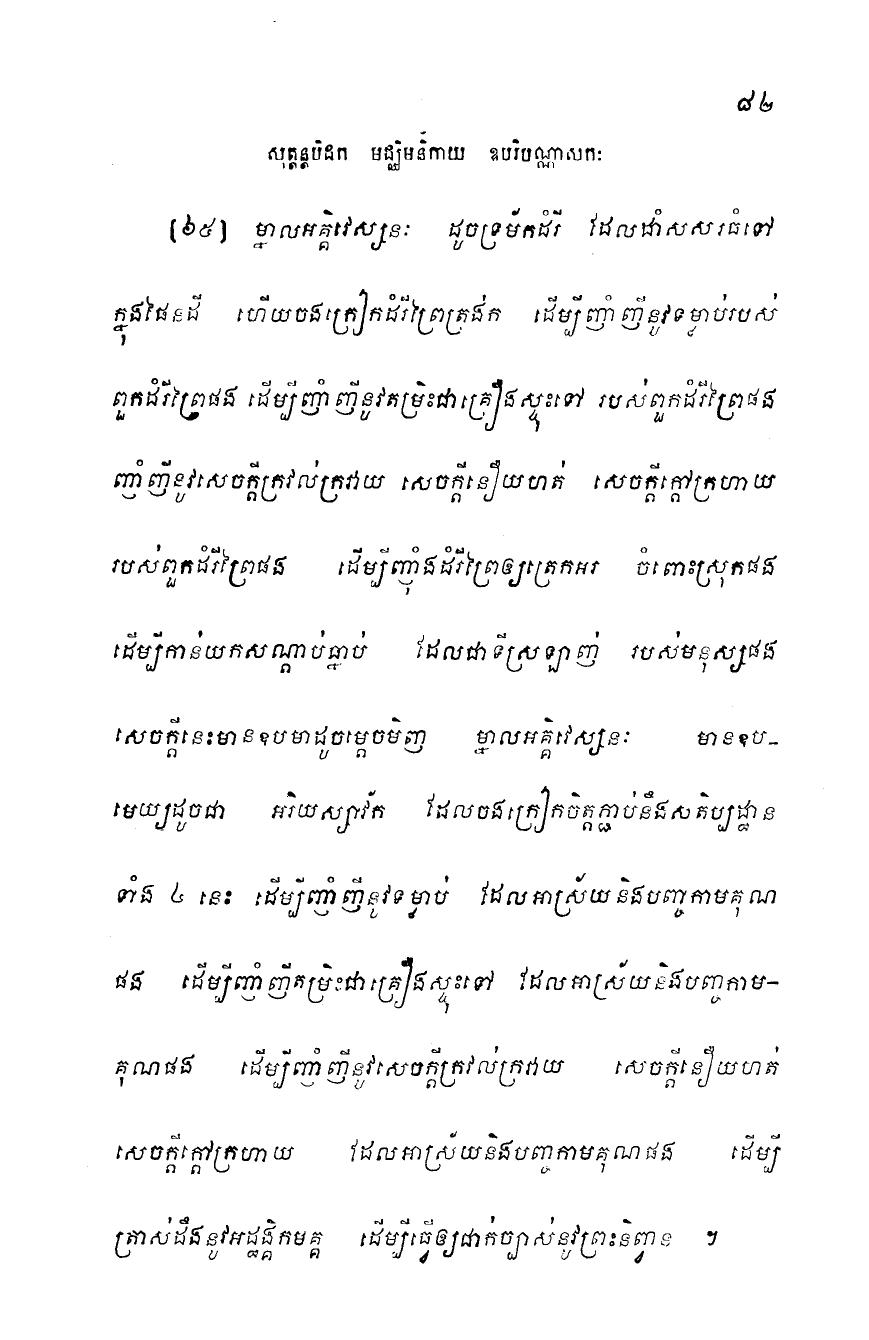 ៨២
សុត្តន្តបិដក មជ្ឈិមនិកាយ ឧបរិបណ្ណាសកៈ
[៦៥] ម្នាលអគ្គិវេស្សនៈ ដូចទ្រម័កដំរី ដែលដាំសសរធំទៅ
ក្នុងផែនដី ហើយចងក្រៀកដំរីព្រៃត្រង់ក ដើម្បីញាំញីនូវទម្លាប់របស់
ពួកដំរីព្រៃផង ដើម្បីញាំញីនូវតម្រិះជាគ្រឿងស្ទុះទៅ របស់ពួកដំរីព្រៃផង
ញាំញីនូវសេចក្តីក្រវល់ក្រវាយ សេចក្តីនឿយហត់ សេចក្តីក្តៅក្រហាយ
របស់ពួកដំរីព្រៃផង ដើម្បីញ៉ាំងដំរីព្រៃឲ្យត្រេកអរ ចំពោះស្រុកផង
ដើម្បីកាន់យកសណ្តាប់ធ្នាប់ ដែលជាទីស្រឡាញ់ របស់មនុស្សផង
សេចក្តីនេះមានឧបមាដូចម្តេចមិញ ម្នាលអគ្គិវេស្សនៈ មានឧប-
មេយ្យដូចជា អរិយស្សាវ័ក ដែលចងក្រៀកចិត្តភ្ជាប់នឹងសតិប្បដ្ឋាន
ទាំង ៤ នេះ ដើម្បីញាំញីនូវទម្លាប់ ដែលអាស្រ័យនឹងបញ្ចកាមគុណ
ផង ដើម្បីញាំញីតម្រិះជាគ្រឿងស្ទុះទៅ ដែលអាស្រ័យនឹងបញ្ចកាម-
គុណផង ដើម្បីញាំញីនូវសេចក្តីក្រវល់ក្រវាយ សេចក្តីនឿយហត់
សេចក្តីក្តៅក្រហាយ ដែលអាស្រ័យនឹងបញ្ចកាមគុណផង ដើម្បី
ត្រាស់ដឹងនូវអដ្ឋង្គិកមគ្គ ដើម្បីធ្វើឲ្យជាក់ច្បាស់នូវព្រះនិព្វាន ។